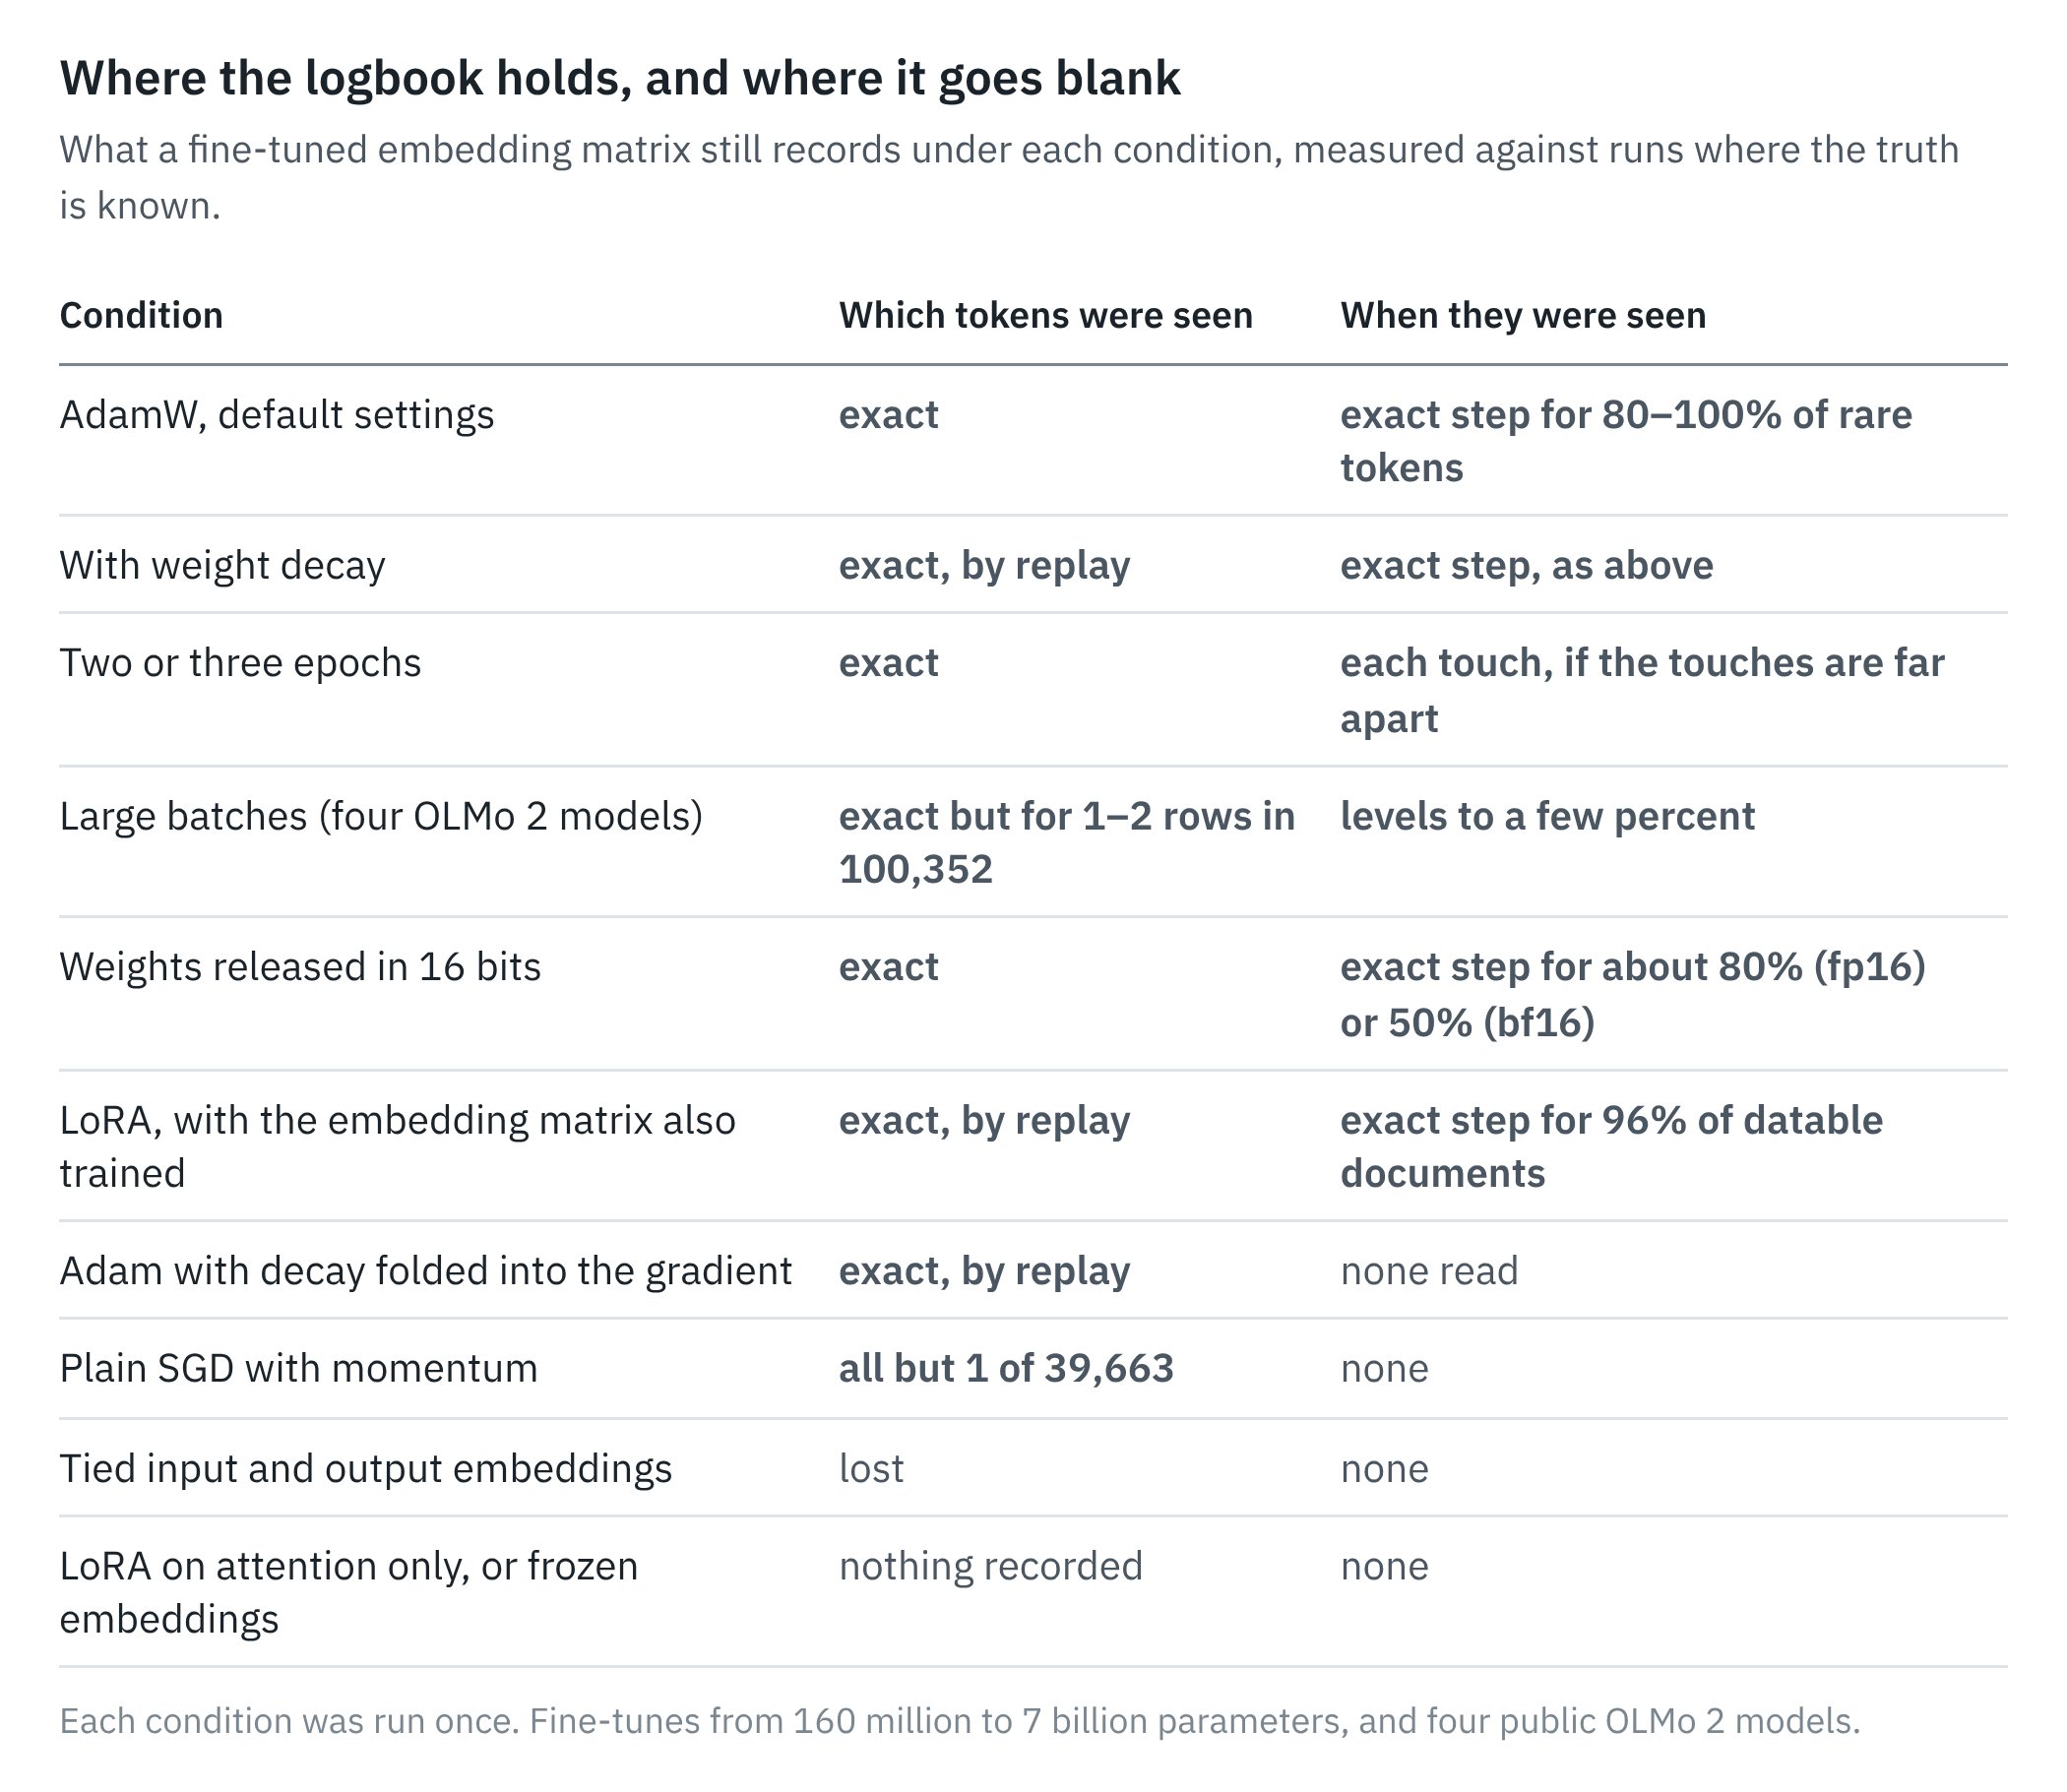 Where the logbook holds, and where it goes blank
What a fine-tuned embedding matrix still records under each condition, measured against runs where the truth
is known.
Condition Which tokens were seen When they were seen
AdamW, default settings exact exact step for 80–100% of rare
tokens
With weight decay exact, by replay exact step, as above
Two or three epochs exact each touch, if the touches are far
apart
Large batches (four OLMo 2 models) exact but for 1–2 rows in levels to a few percent
100,352
Weights released in 16 bits exact exact step for about 80% (fp16)
or 50% (bf16)
LoRA, with the embedding matrix also exact, by replay exact step for 96% of datable
trained documents
Adam with decay folded into the gradient exact, by replay none read
Plain SGD with momentum all but 1 of 39,663 none
Tied input and output embeddings lost none
LoRA on attention only, or frozen nothing recorded none
embeddings
Each condition was run once. Fine-tunes from 160 million to 7 billion parameters, and four public OLMo 2 models.